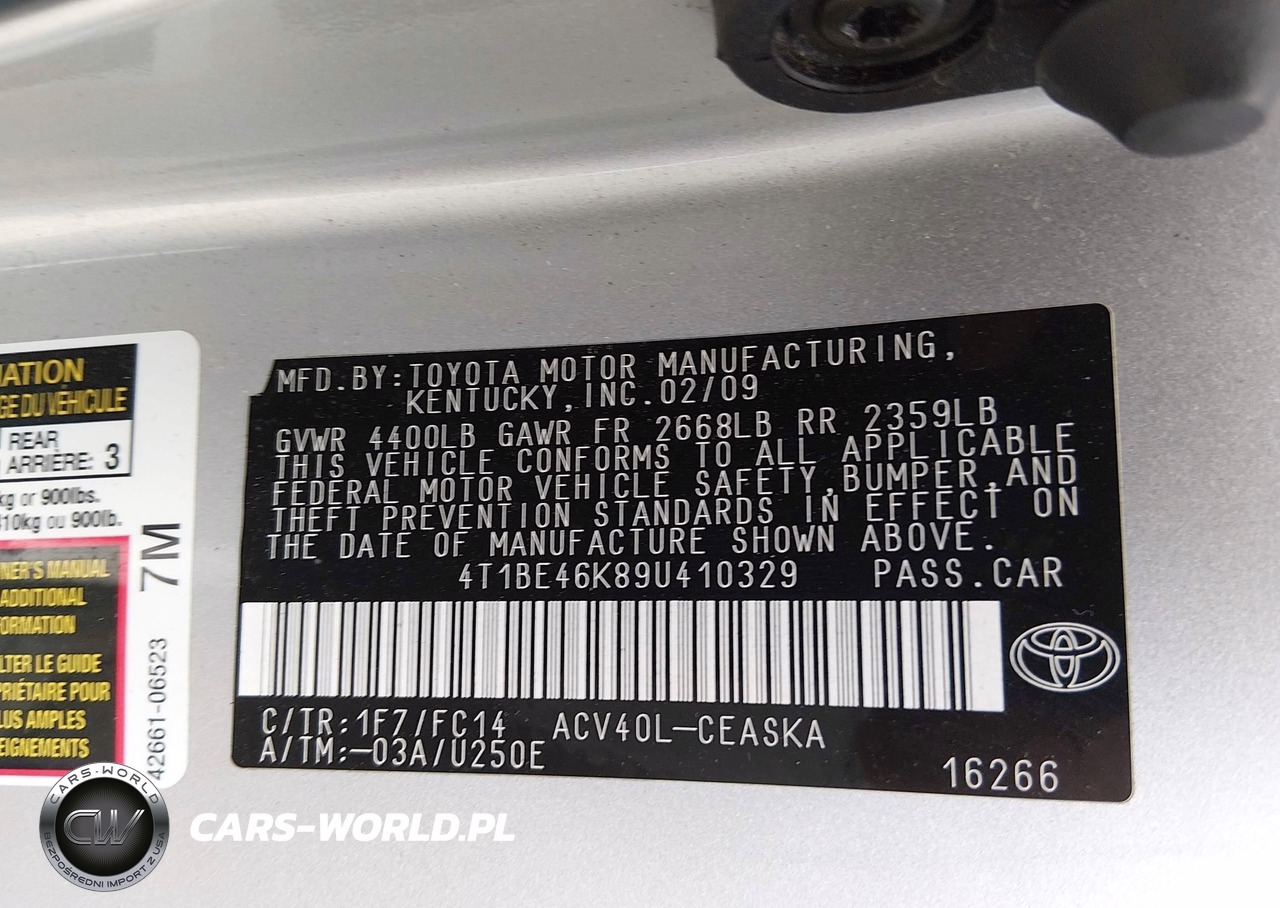 MATION
GE DU VÉHICULE
REAR
ARRIÈRE: 3
kg or 900lbs.
10kg ou 900lb.
NER'S MANUAL
ADDITIONAL
ORMATION
LTER LE GUIDE
PRIÉTAIRE POUR
LUS AMPLES
EIGNEMENTS
7M
42661-06523
MFD.BY:TOYOTA MOTOR MANUFACTURING,
KENTUCKY,INC.02/09
GVWR 4400LB GAWR FR 2668LB RR 2359LB
THIS VEHICLE CONFORMS TO ALL APPLICABLE
FEDERAL MOTOR VEHICLE SAFETY,BUMPER,AND
THEFT PREVENTION STANDARDS IN EFFECT ON
THE DATE OF MANUFACTURE SHOWN ABOVE.
4T1BE46K89U410329 PASS.CAR
C/TR:1F7/FC14 ACV40L-CEASKA
A/TM:-03A/U250E
16266
CARS-WORLD
CW
BEZPOŚREDNI IMPORT Z USA
CARS-WORLD.PL